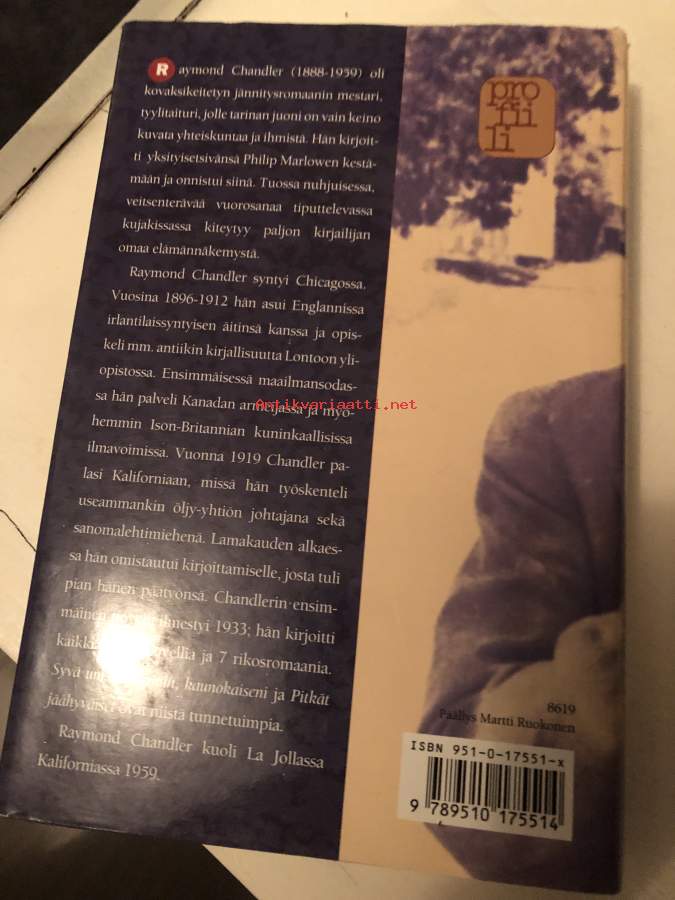 Raymond Chandler (1888-1959) oli
kovaksikeitetyn jännitysromaanin mestari,
tyylitaituri, jolle tarinan juoni on vain keino
kuvata yhteiskuntaa ja ihmistä. Hän kirjoit-
ti yksityisetsivänsä Philip Marlowen kestä-
mään ja onnistui siinä. Tuossa nuhjuisessa,
veitsenterävää vuorosanaa tiputtelevassa
kujakissassa kiteytyy paljon kirjailijan
omaa elämännäkemystä.
Raymond Chandler syntyi Chicagossa.
Vuosina 1896-1912 hän asui Englannissa
irlantilaissyntyisen äitinsä kanssa ja opis-
keli mm. antiikin kirjallisuutta Lontoon yli-
opistossa. Ensimmäisessä maailmansodas-
sa hän palveli Kanadan armeijassa ja myö-
hemmin Ison-Britannian kuninkaallisissa
ilmavoimissa. Vuonna 1919 Chandler pa-
lasi Kaliforniaan, missä hän työskenteli
useammankin öljy-yhtiön johtajana sekä
sanomalehtimiehenä. Lamakauden alkaes-
sa hän omistautui kirjoittamiselle, josta tuli
pian hänen päätyönsä. Chandlerin ensim-
mäinen ilmestyi 1933; hän kirjoitti
ja 7 rikosromaania.
Syvä kaunokaiseni ja Pitkät
jäähyväiset ovat niistä tunnetuimpia.
Raymond Chandler kuoli La Jollassa
Kaliforniassa 1959.
pro
fii
li
Antikvariaatti.net
8619
Päällys Martti Ruokonen
ISBN 951-0-17551-x
9 789510 175514